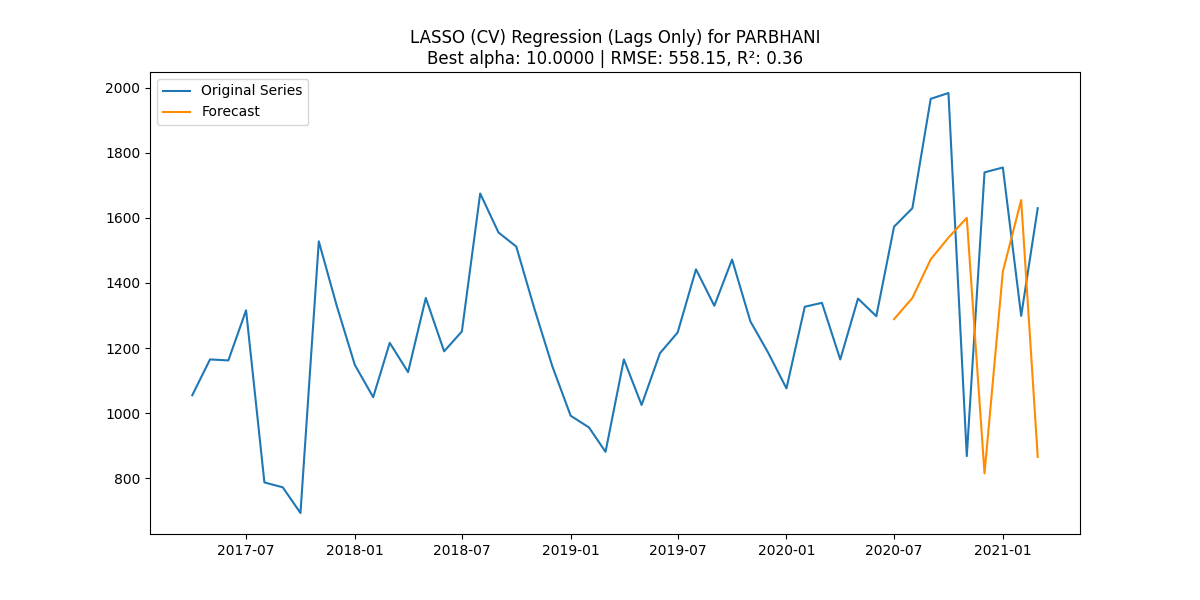 LASSO (CV) Regression (Lags Only) for PARBHANI
Best alpha: 10.0000 | RMSE: 558.15, R²: 0.36
Original Series
Forecast
2000
1800
1600
1400
1200
1000
800
2017-07 2018-01 2018-07 2019-01 2019-07 2020-01 2020-07 2021-01